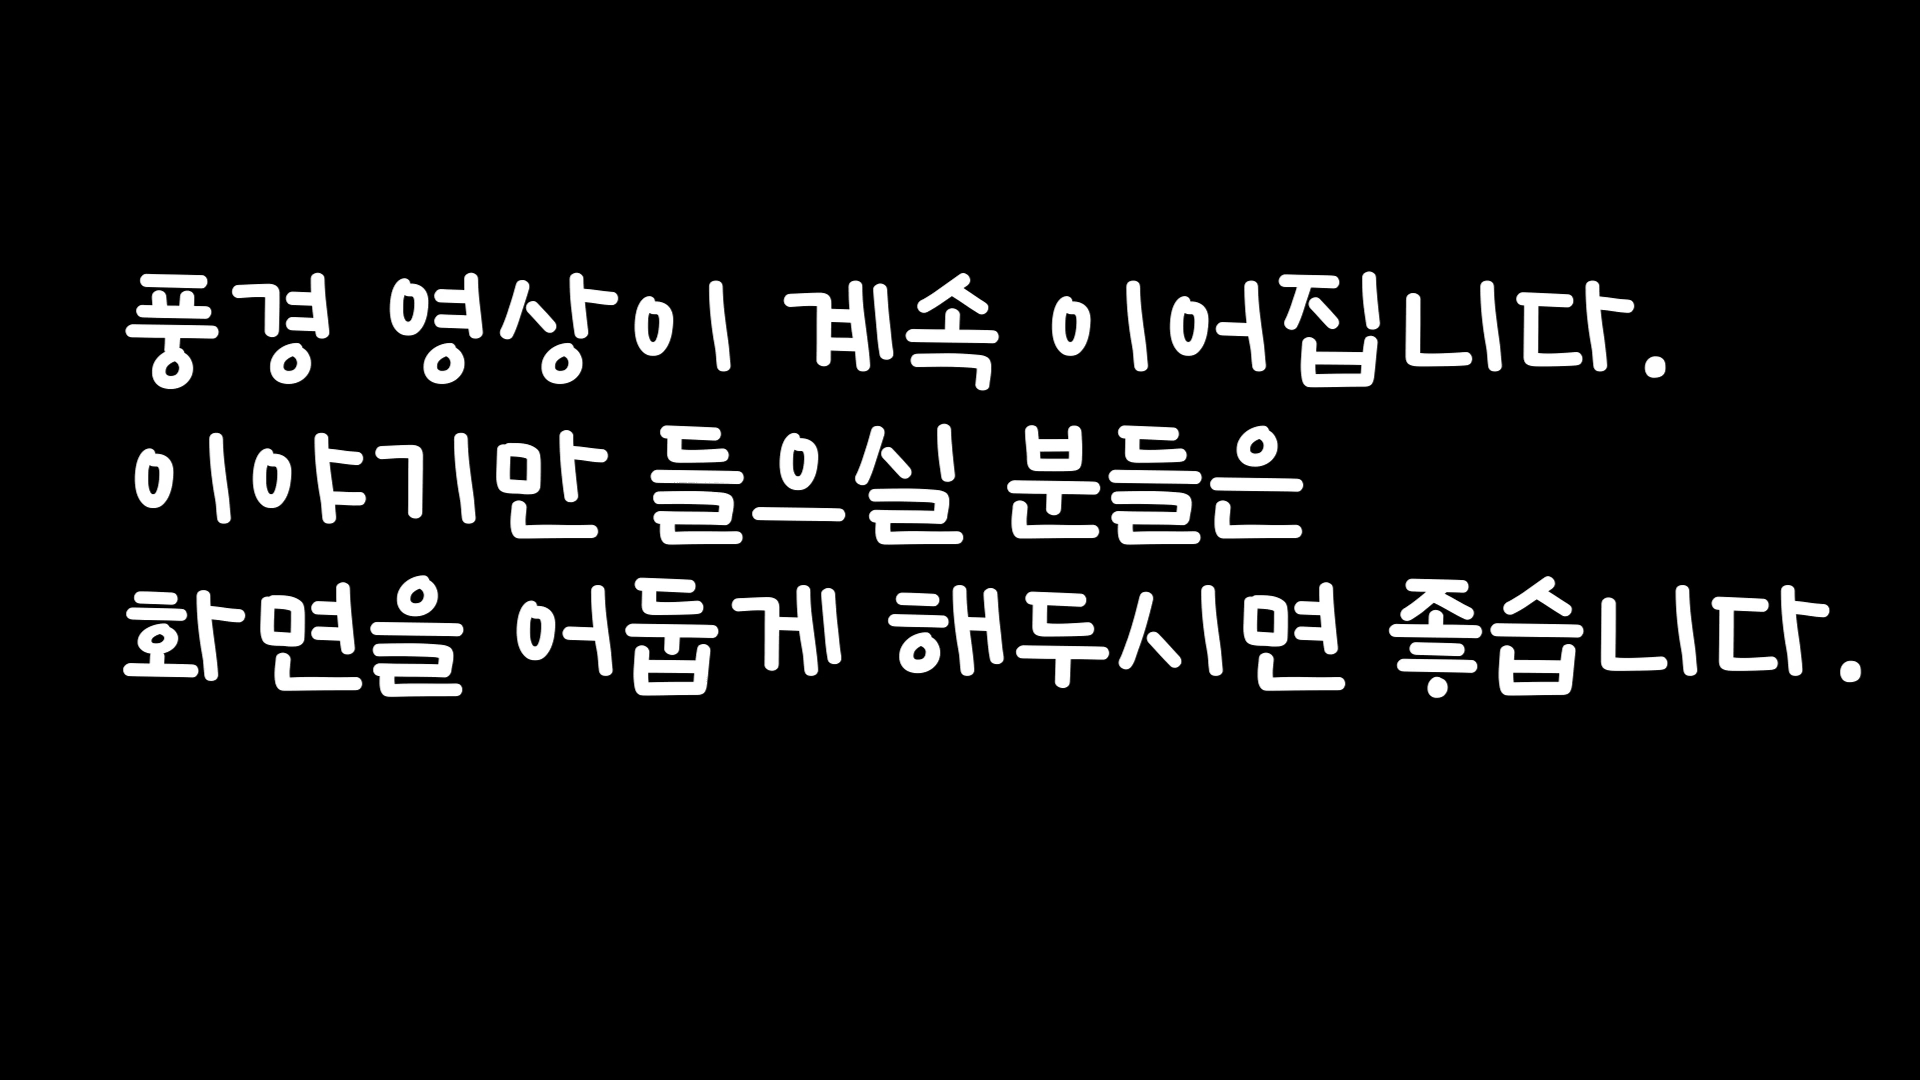 풍경 영상이 계속 이어집니다.
이야기만 들으실 분들은
화면을 어둡게 해두시면 좋습니다.